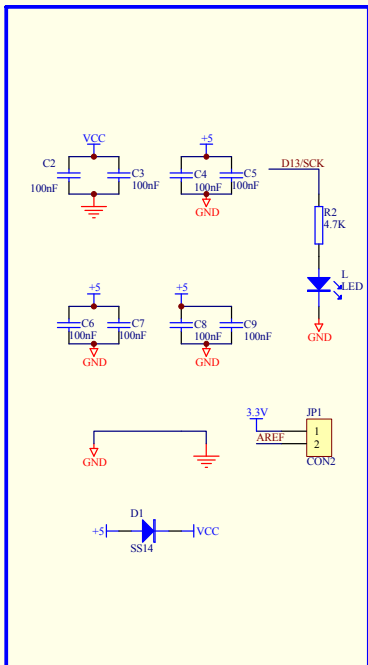 VCC
C2
C3
100nF
100nF
+5
C4
C5
100nF
100nF
GND
D13/SCK
R2
4.7K
L
LED
GND
+5
C6
C7
100nF
100nF
GND
+5
C8
C9
100nF
100nF
GND
GND
3.3V
AREF
JP1
1
2
CON2
D1
+5
VCC
SS14